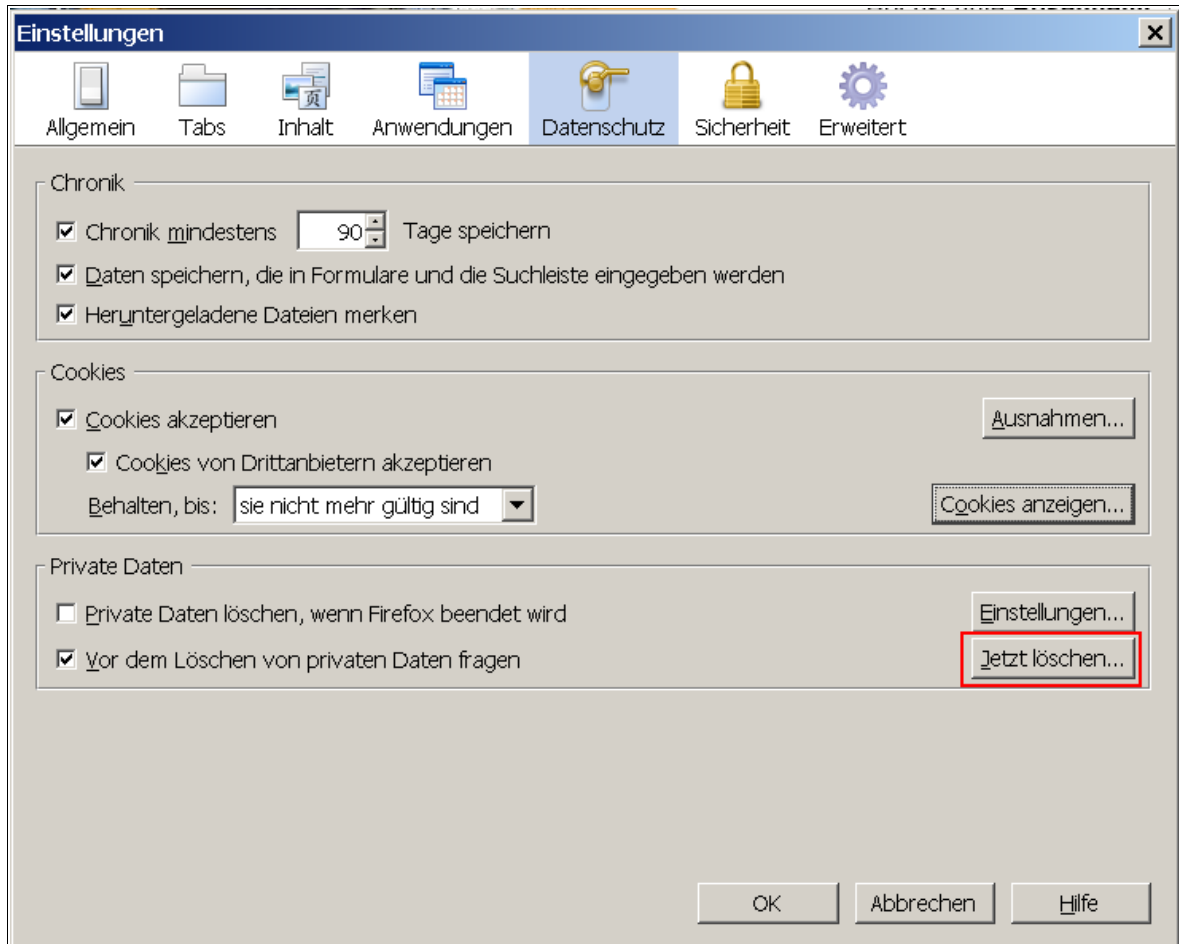 Einstellungen
Allgemein Tabs Inhalt Anwendungen Datenschutz Sicherheit Erweitert
Chronik
Chronik mindestens 90 Tage speichern
Daten speichern, die in Formulare und die Suchleiste eingegeben werden
Heruntergeladene Dateien merken
Cookies
Cookies akzeptieren Ausnahmen...
Cookies von Drittanbietern akzeptieren
Behalten, bis: sie nicht mehr gültig sind Cookies anzeigen...
Private Daten
Private Daten löschen, wenn Firefox beendet wird Einstellungen...
Vor dem Löschen von privaten Daten fragen Jetzt löschen...
OK Abbrechen Hilfe